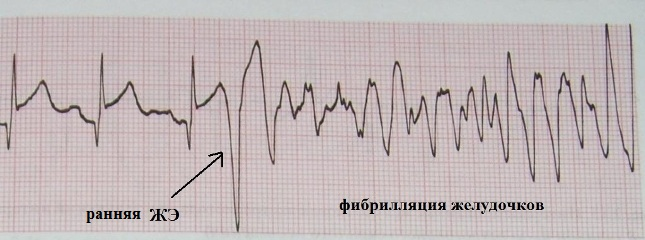 ранняя ЖЭ
фибрилляция желудочков